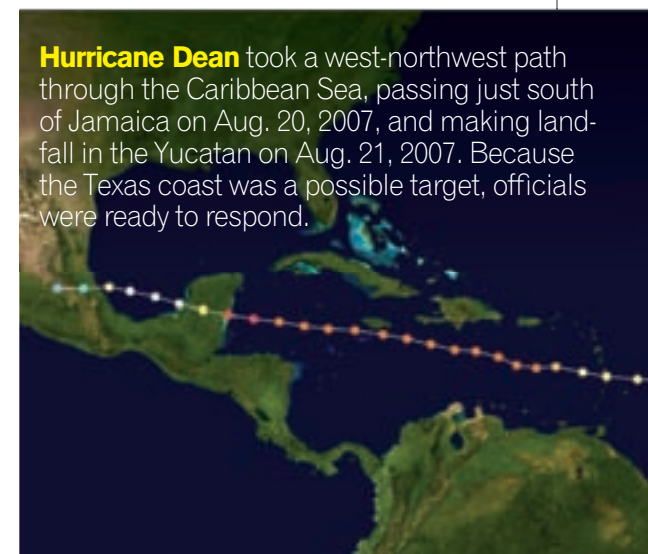 Hurricane Dean took a west-northwest path
through the Caribbean Sea, passing just south
of Jamaica on Aug. 20, 2007, and making land-
fall in the Yucatan on Aug. 21, 2007. Because
the Texas coast was a possible target, officials
were ready to respond.